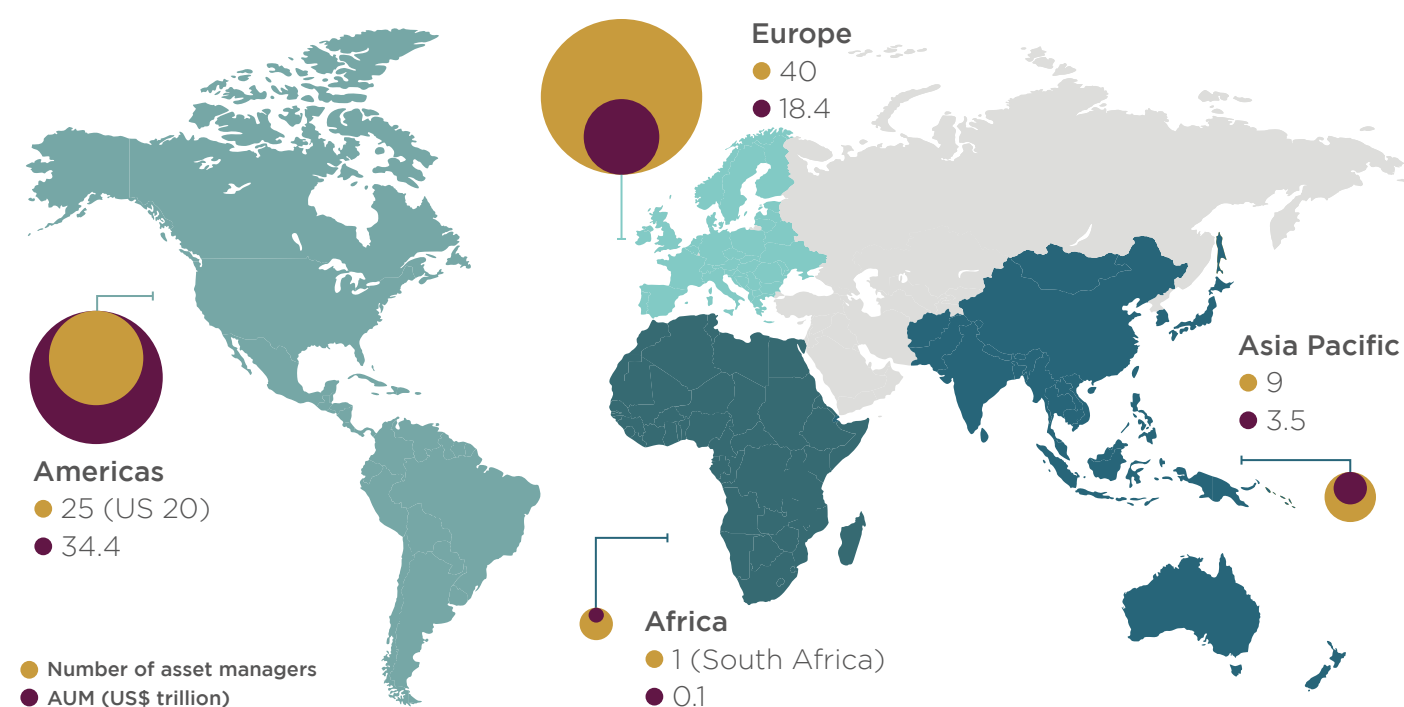 Europe
40
18.4
Asia Pacific
9
3.5
Americas
25 (US 20)
34.4
Africa
1 (South Africa)
0.1
Number of asset managers
AUM (US$ trillion)